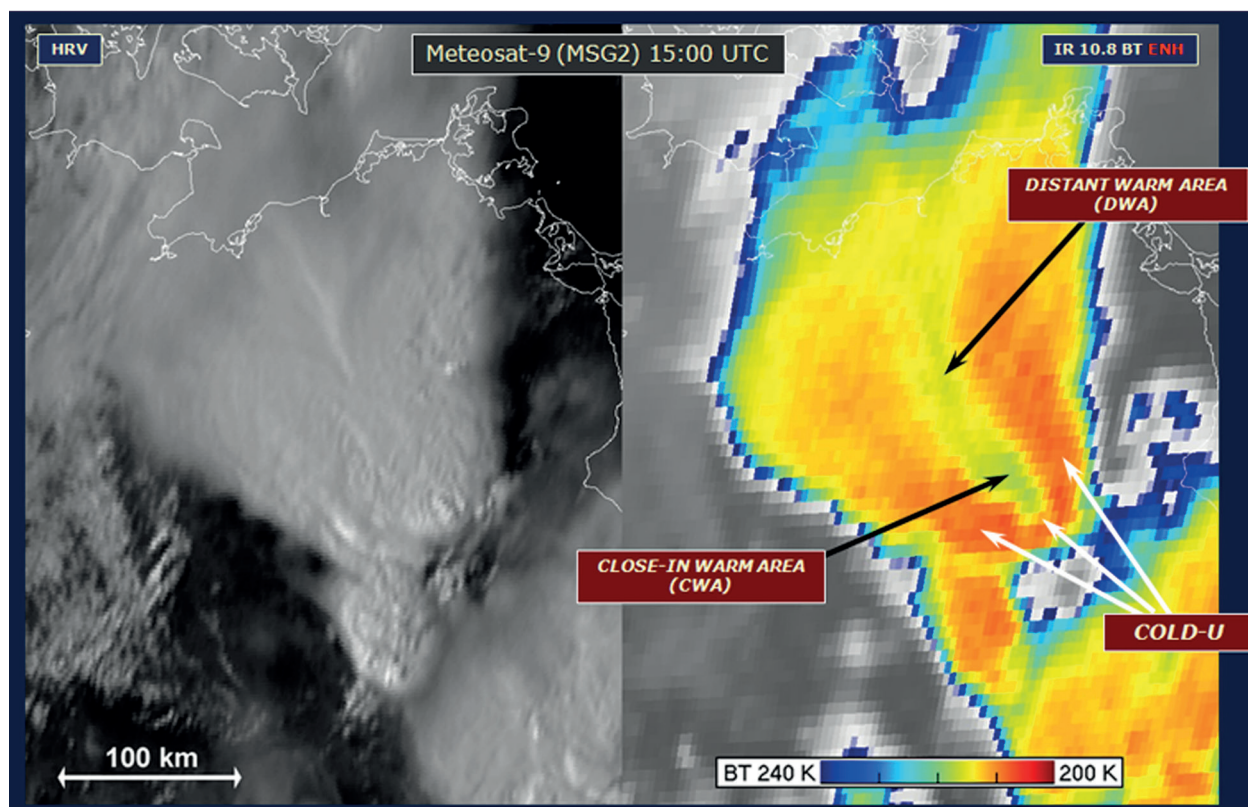 HRV
Meteosat-9 (MSG2) 15:00 UTC
IR 10.8 BT ENH
DISTANT WARM AREA
(DWA)
CLOSE-IN WARM AREA
(CWA)
COLD-U
100 km
BT 240 K
200 K